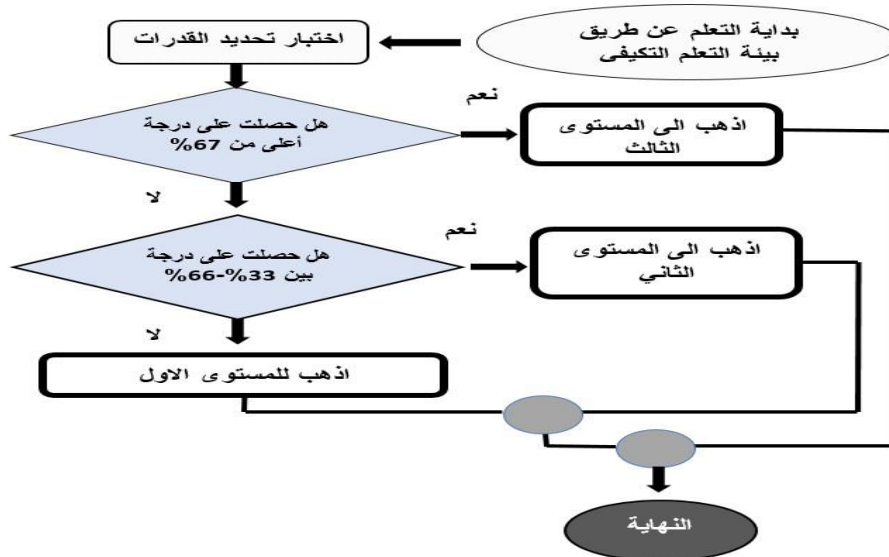 بداية التعلم عن طريق
بيئة التعلم التكيفى
اختبار تحديد القدرات
هل حصلت على درجة
أعلى من 67%
نعم
اذهب الى المستوى
الثالث
لا
هل حصلت على درجة
بين 33%-66%
نعم
اذهب الى المستوى
الثاني
لا
اذهب للمستوى الاول
النهاية